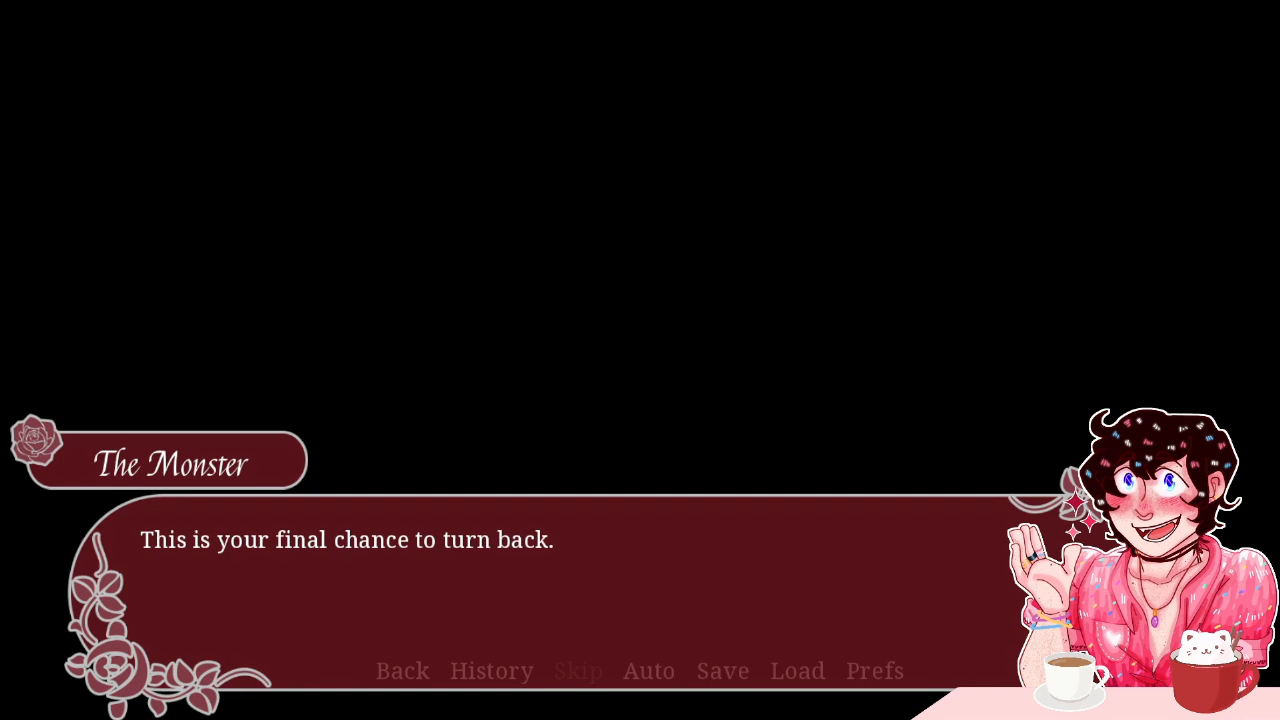 The Monster
This is your final chance to turn back.
Back History Skip Auto Save Load Prefs